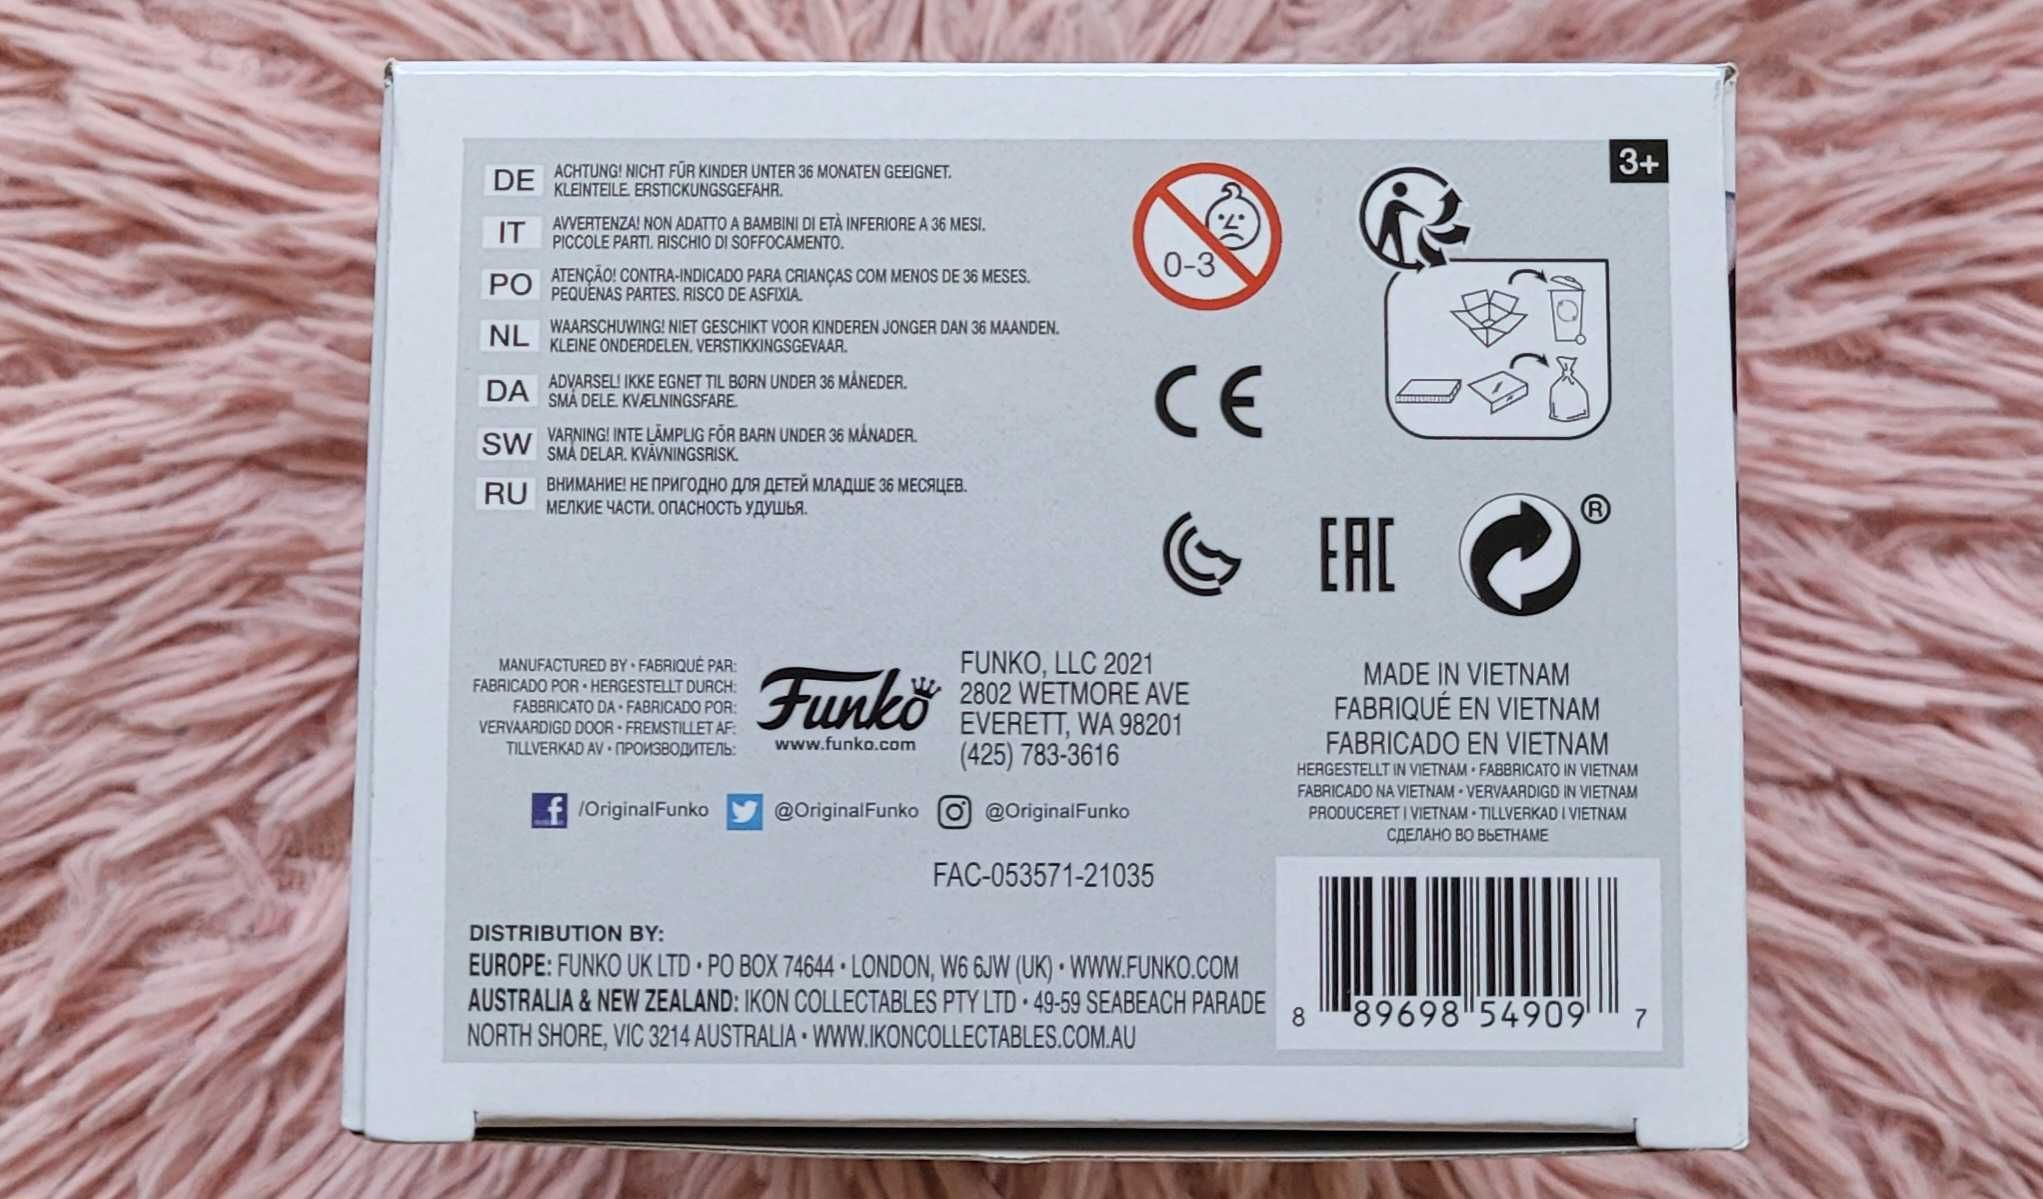 3+
DE
ACHTUNG! NICHT FÜR KINDER UNTER 36 MONATEN GEEIGNET.
KLEINTEILE. ERSTICKUNGSGEFAHR.
IT
AVVERTENZA! NON ADATTO A BAMBINI DI ETÀ INFERIORE A 36 MESI.
PICCOLE PARTI. RISCHIO DI SOFFOCAMENTO.
PO
ATENÇÃO! CONTRA-INDICADO PARA CRIANÇAS COM MENOS DE 36 MESES.
PEQUENAS PARTES. RISCO DE ASFIXIA.
NL
WAARSCHUWING! NIET GESCHIKT VOOR KINDEREN JONGER DAN 36 MAANDEN.
KLEINE ONDERDELEN. VERSTIKKINGSGEVAAR.
DA
ADVARSEL! IKKE EGNET TIL BØRN UNDER 36 MÅNEDER.
SMÅ DELE. KVÆLNINGSFARE.
SW
VARNING! INTE LÄMPLIG FÖR BARN UNDER 36 MÅNADER.
SMÅ DELAR. KVÄVNINGSRISK.
RU
ВНИМАНИЕ! НЕ ПРИГОДНО ДЛЯ ДЕТЕЙ МЛАДШЕ 36 МЕСЯЦЕВ.
МЕЛКИЕ ЧАСТИ. ОПАСНОСТЬ УДУШЬЯ.
0-3
CE
EAC
®
MANUFACTURED BY • FABRIQUÉ PAR:
FABRICADO POR • HERGESTELLT DURCH:
FABBRICATO DA • FABRICADO POR:
VERVAARDIGD DOOR • FREMSTILLET AF:
TILLVERKAD AV • ПРОИЗВОДИТЕЛЬ:
Funko
www.funko.com
FUNKO, LLC 2021
2802 WETMORE AVE
EVERETT, WA 98201
(425) 783-3616
/OriginalFunko
@OriginalFunko
@OriginalFunko
FAC-053571-21035
MADE IN VIETNAM
FABRIQUÉ EN VIETNAM
FABRICADO EN VIETNAM
HERGESTELLT IN VIETNAM • FABBRICATO IN VIETNAM
FABRICADO NA VIETNAM • VERVAARDIGD IN VIETNAM
PRODUCERET I VIETNAM • TILLVERKAD I VIETNAM
СДЕЛАНО ВО ВЬЕТНАМЕ
DISTRIBUTION BY:
EUROPE: FUNKO UK LTD • PO BOX 74644 • LONDON, W6 6JW (UK) • WWW.FUNKO.COM
AUSTRALIA & NEW ZEALAND: IKON COLLECTABLES PTY LTD • 49-59 SEABEACH PARADE
NORTH SHORE, VIC 3214 AUSTRALIA • WWW.IKONCOLLECTABLES.COM.AU
8 89698 54909 7